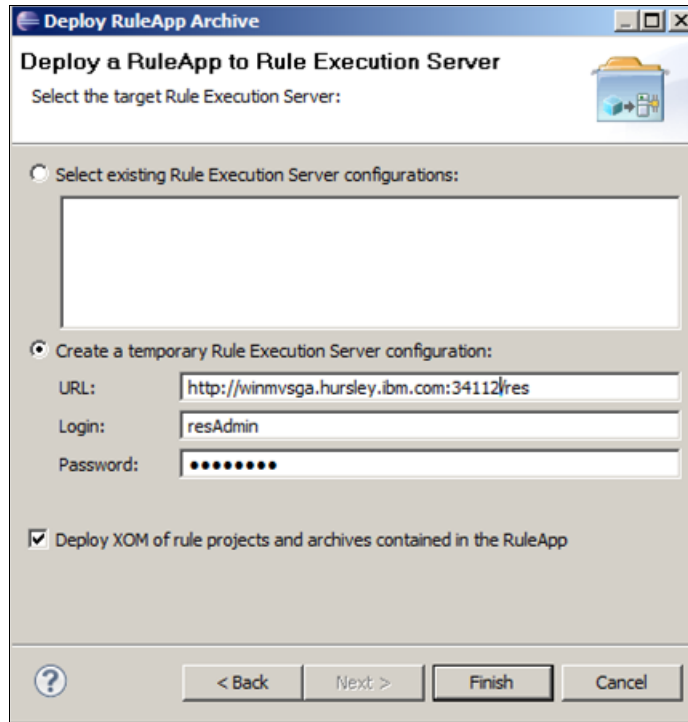 Deploy RuleApp Archive
Deploy a RuleApp to Rule Execution Server
Select the target Rule Execution Server:
Select existing Rule Execution Server configurations:
Create a temporary Rule Execution Server configuration:
URL: http://winmvsga.hursley.ibm.com:34112/res
Login: resAdmin
Password: ●●●●●●●●
Deploy XOM of rule projects and archives contained in the RuleApp
? < Back Next > Finish Cancel